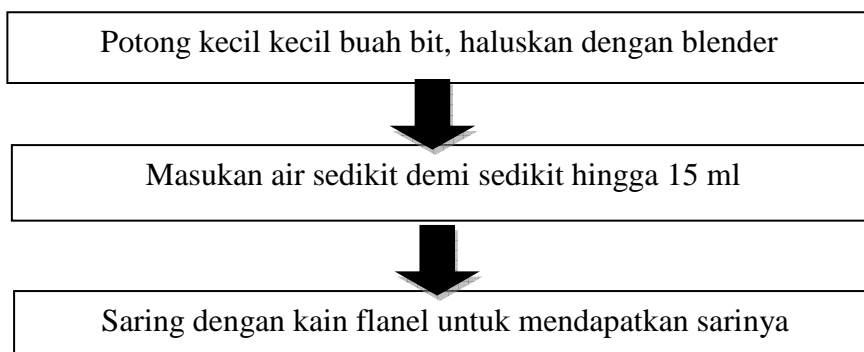 Potong kecil kecil buah bit, haluskan dengan blender
Masukan air sedikit demi sedikit hingga 15 ml
Saring dengan kain flanel untuk mendapatkan sarinya